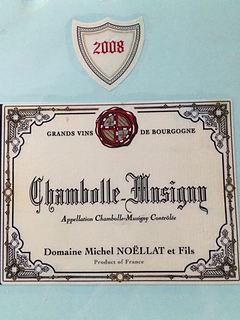 2008
GRANDS VINS DE BOURGOGNE
Chambolle-Musigny
Appellation Chambolle-Musigny Contrôlée
Domaine Michel NOËLLAT et Fils
Product of France